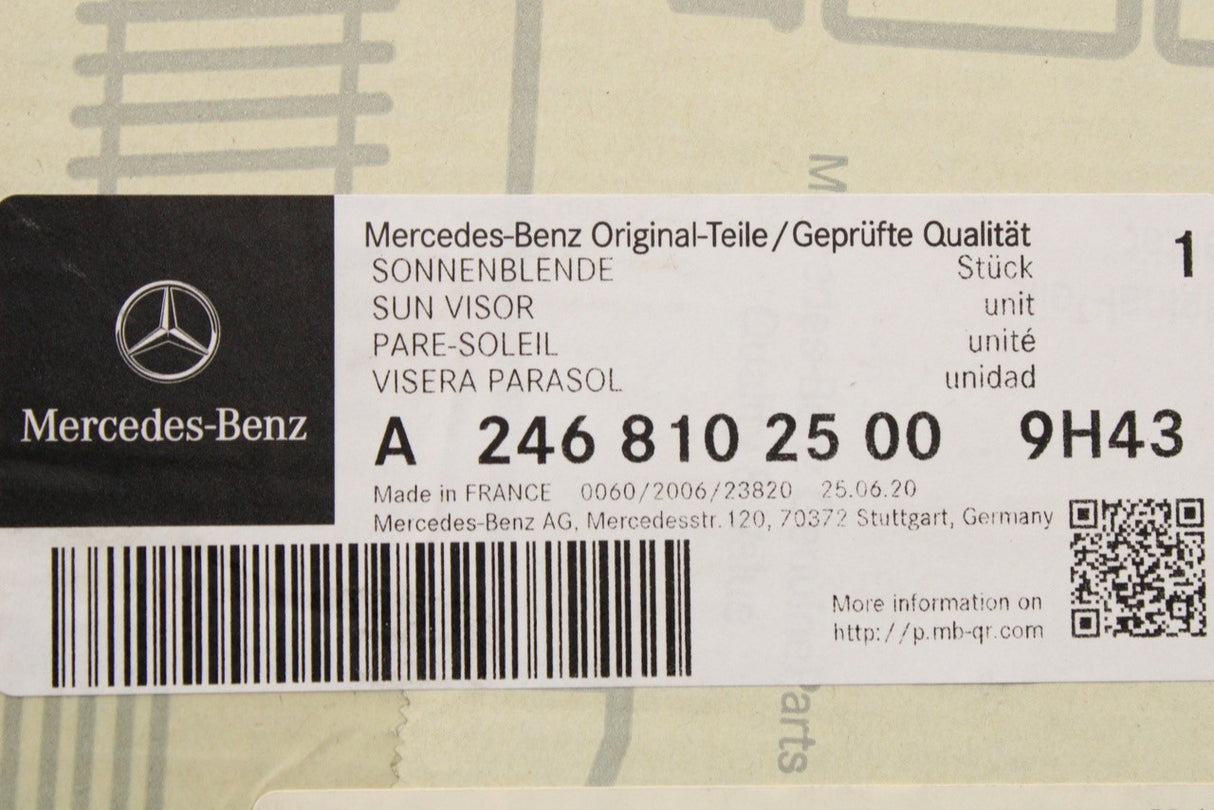 Mercedes-Benz Original-Teile/Geprüfte Qualität
SONNENBLENDE Stück 1
SUN VISOR unit
PARE-SOLEIL unité
VISERA PARASOL unidad
A 246 810 25 00 9H43
Made in FRANCE 0060/2006/23820 25.06.20
Mercedes-Benz AG, Mercedesstr. 120, 70372 Stuttgart, Germany
Mercedes-Benz
More information on
http://p.mb-qr.com
Parts